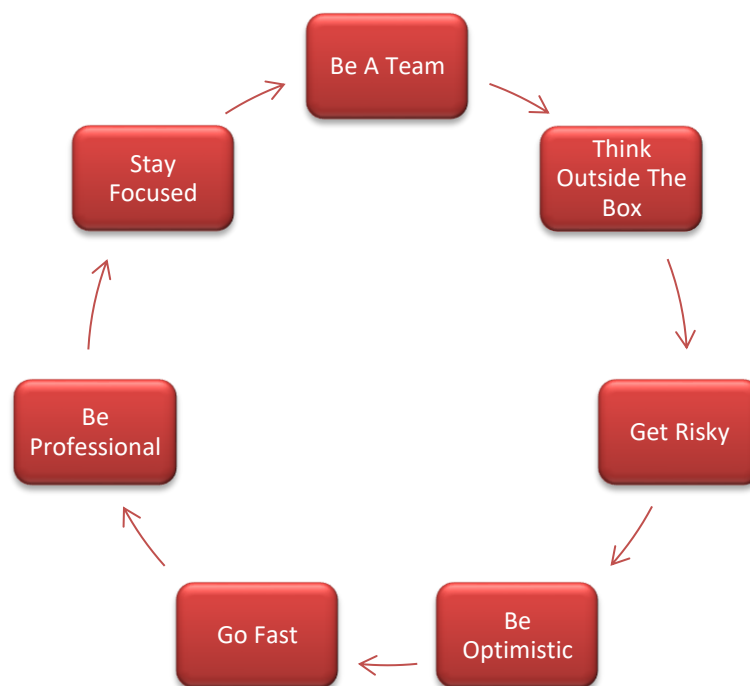 Be A Team
Think
Outside The
Box
Get Risky
Be
Optimistic
Go Fast
Be
Professional
Stay
Focused